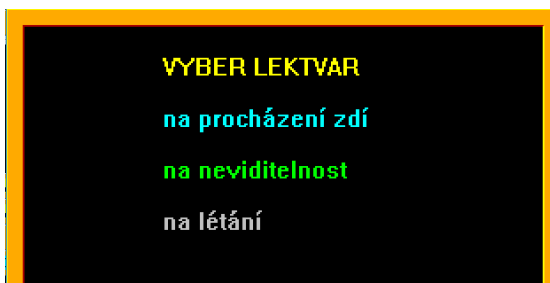 VYBER LEKTVAR
na procházení zdí
na neviditelnost
na létání